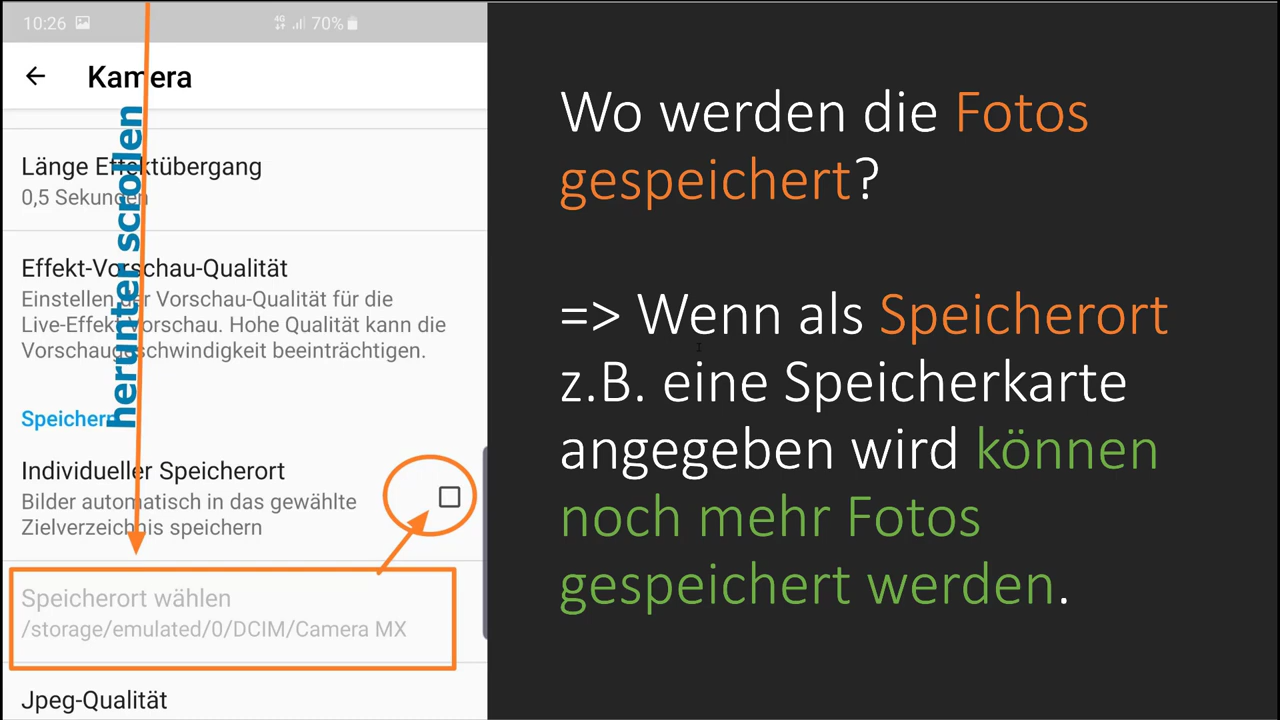 10:26
4G
70%
Kamera
herunter scrollen
Länge Effektübergang
0,5 Sekunden
Effekt-Vorschau-Qualität
Einstellen der Vorschau-Qualität für die
Live-Effekt-Vorschau. Hohe Qualität kann die
Vorschaugeschwindigkeit beeinträchtigen.
Speichern
Individueller Speicherort
Bilder automatisch in das gewählte
Zielverzeichnis speichern
Speicherort wählen
/storage/emulated/0/DCIM/Camera MX
Jpeg-Qualität
Wo werden die Fotos
gespeichert?
=> Wenn als Speicherort
z.B. eine Speicherkarte
angegeben wird können
noch mehr Fotos
gespeichert werden.